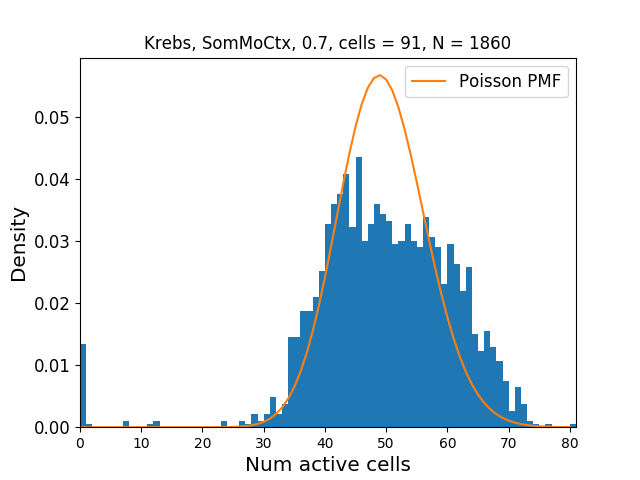 Krebs, SomMoCtx, 0.7, cells = 91, N = 1860
Poisson PMF
Density
0.05
0.04
0.03
0.02
0.01
0.00
0 10 20 30 40 50 60 70 80
Num active cells